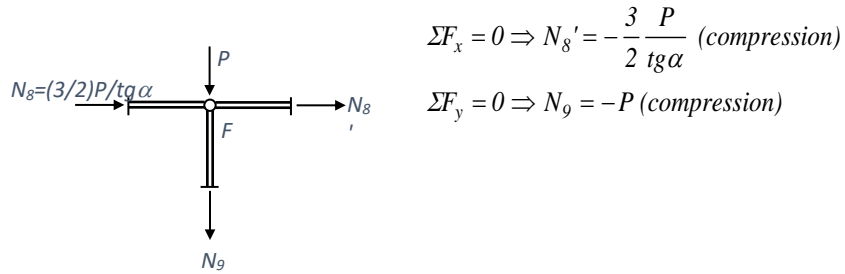 P
N₈=(3/2)P/tgα
N₈
'
F
N₉
ΣFₓ = 0 ⇒ N₈' = − 3/2 P/tgα (compression)
ΣFᵧ = 0 ⇒ N₉ = − P (compression)